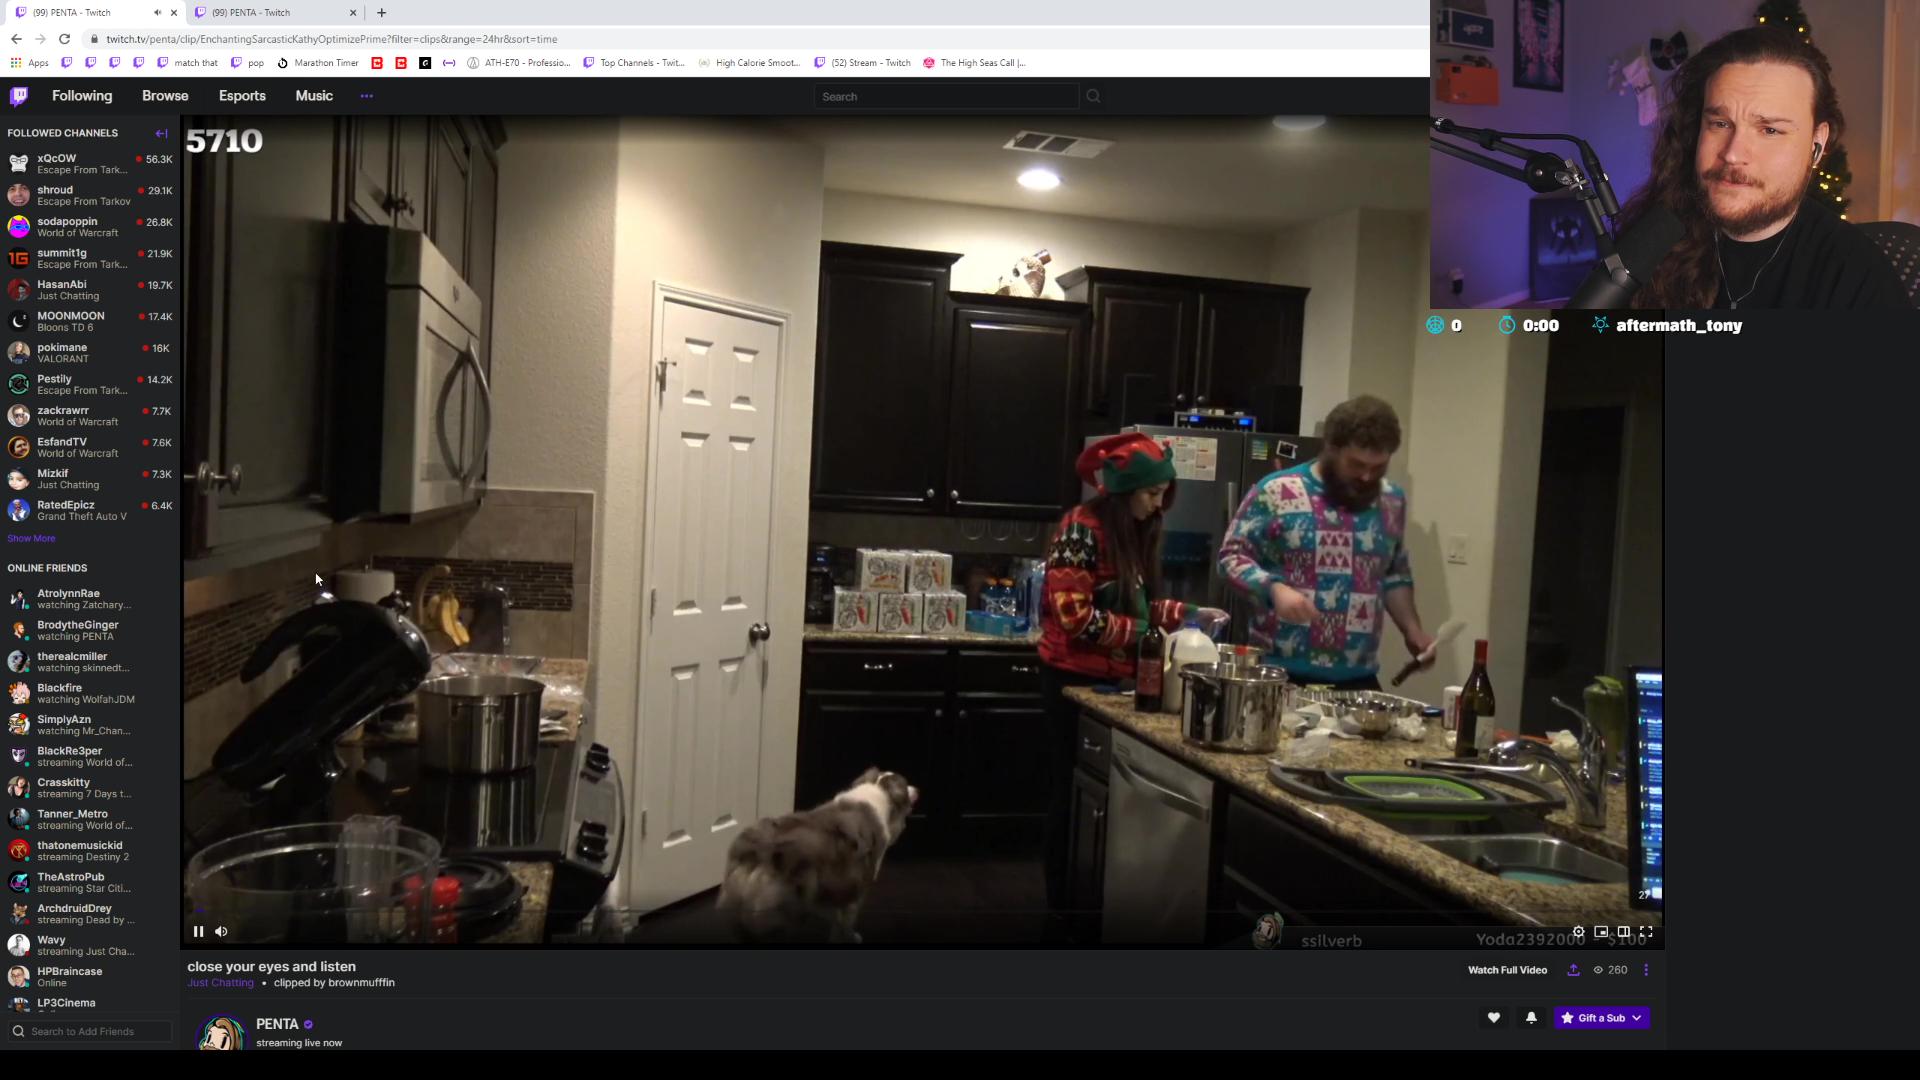 (99) PENTA - Twitch
(99) PENTA - Twitch
twitch.tv/penta/clip/EnchantingSarcasticKathyOptimizePrime?filter=clips&range=24hr&sort=time
Apps match that pop Marathon Timer ATH-E70 - Professio... Top Channels - Twit... High Calorie Smoot... (52) Stream - Twitch The High Seas Call |...
Following Browse Esports Music Search
FOLLOWED CHANNELS
xQcOW 56.3K
Escape From Tark...
shroud 29.1K
Escape From Tarkov
sodapoppin 26.8K
World of Warcraft
summit1g 21.9K
Escape From Tark...
HasanAbi 19.7K
Just Chatting
MOONMOON 17.4K
Bloons TD 6
pokimane 16K
VALORANT
Pestily 14.2K
Escape From Tark...
zackrawrr 7.7K
World of Warcraft
EsfandTV 7.6K
World of Warcraft
Mizkif 7.3K
Just Chatting
RatedEpicz 6.4K
Grand Theft Auto V
Show More
ONLINE FRIENDS
AtrolynnRae
watching Zatchary...
BrodytheGinger
watching PENTA
therealcmiller
watching skinnedt...
Blackfire
watching WolfahJDM
SimplyAzn
watching Mr_Chan...
BlackRe3per
streaming World of...
Crasskitty
streaming 7 Days t...
Tanner_Metro
streaming World of...
thatonemusickid
streaming Destiny 2
TheAstroPub
streaming Star Citi...
ArchdruidDrey
streaming Dead by ...
Wavy
streaming Just Cha...
HPBraincase
Online
LP3Cinema
Search to Add Friends
5710
0 0:00 aftermath_tony
27
ssilverb Yoda2392000 - $100
close your eyes and listen
Just Chatting • clipped by brownmufffin
Watch Full Video 260
PENTA
streaming live now
Gift a Sub